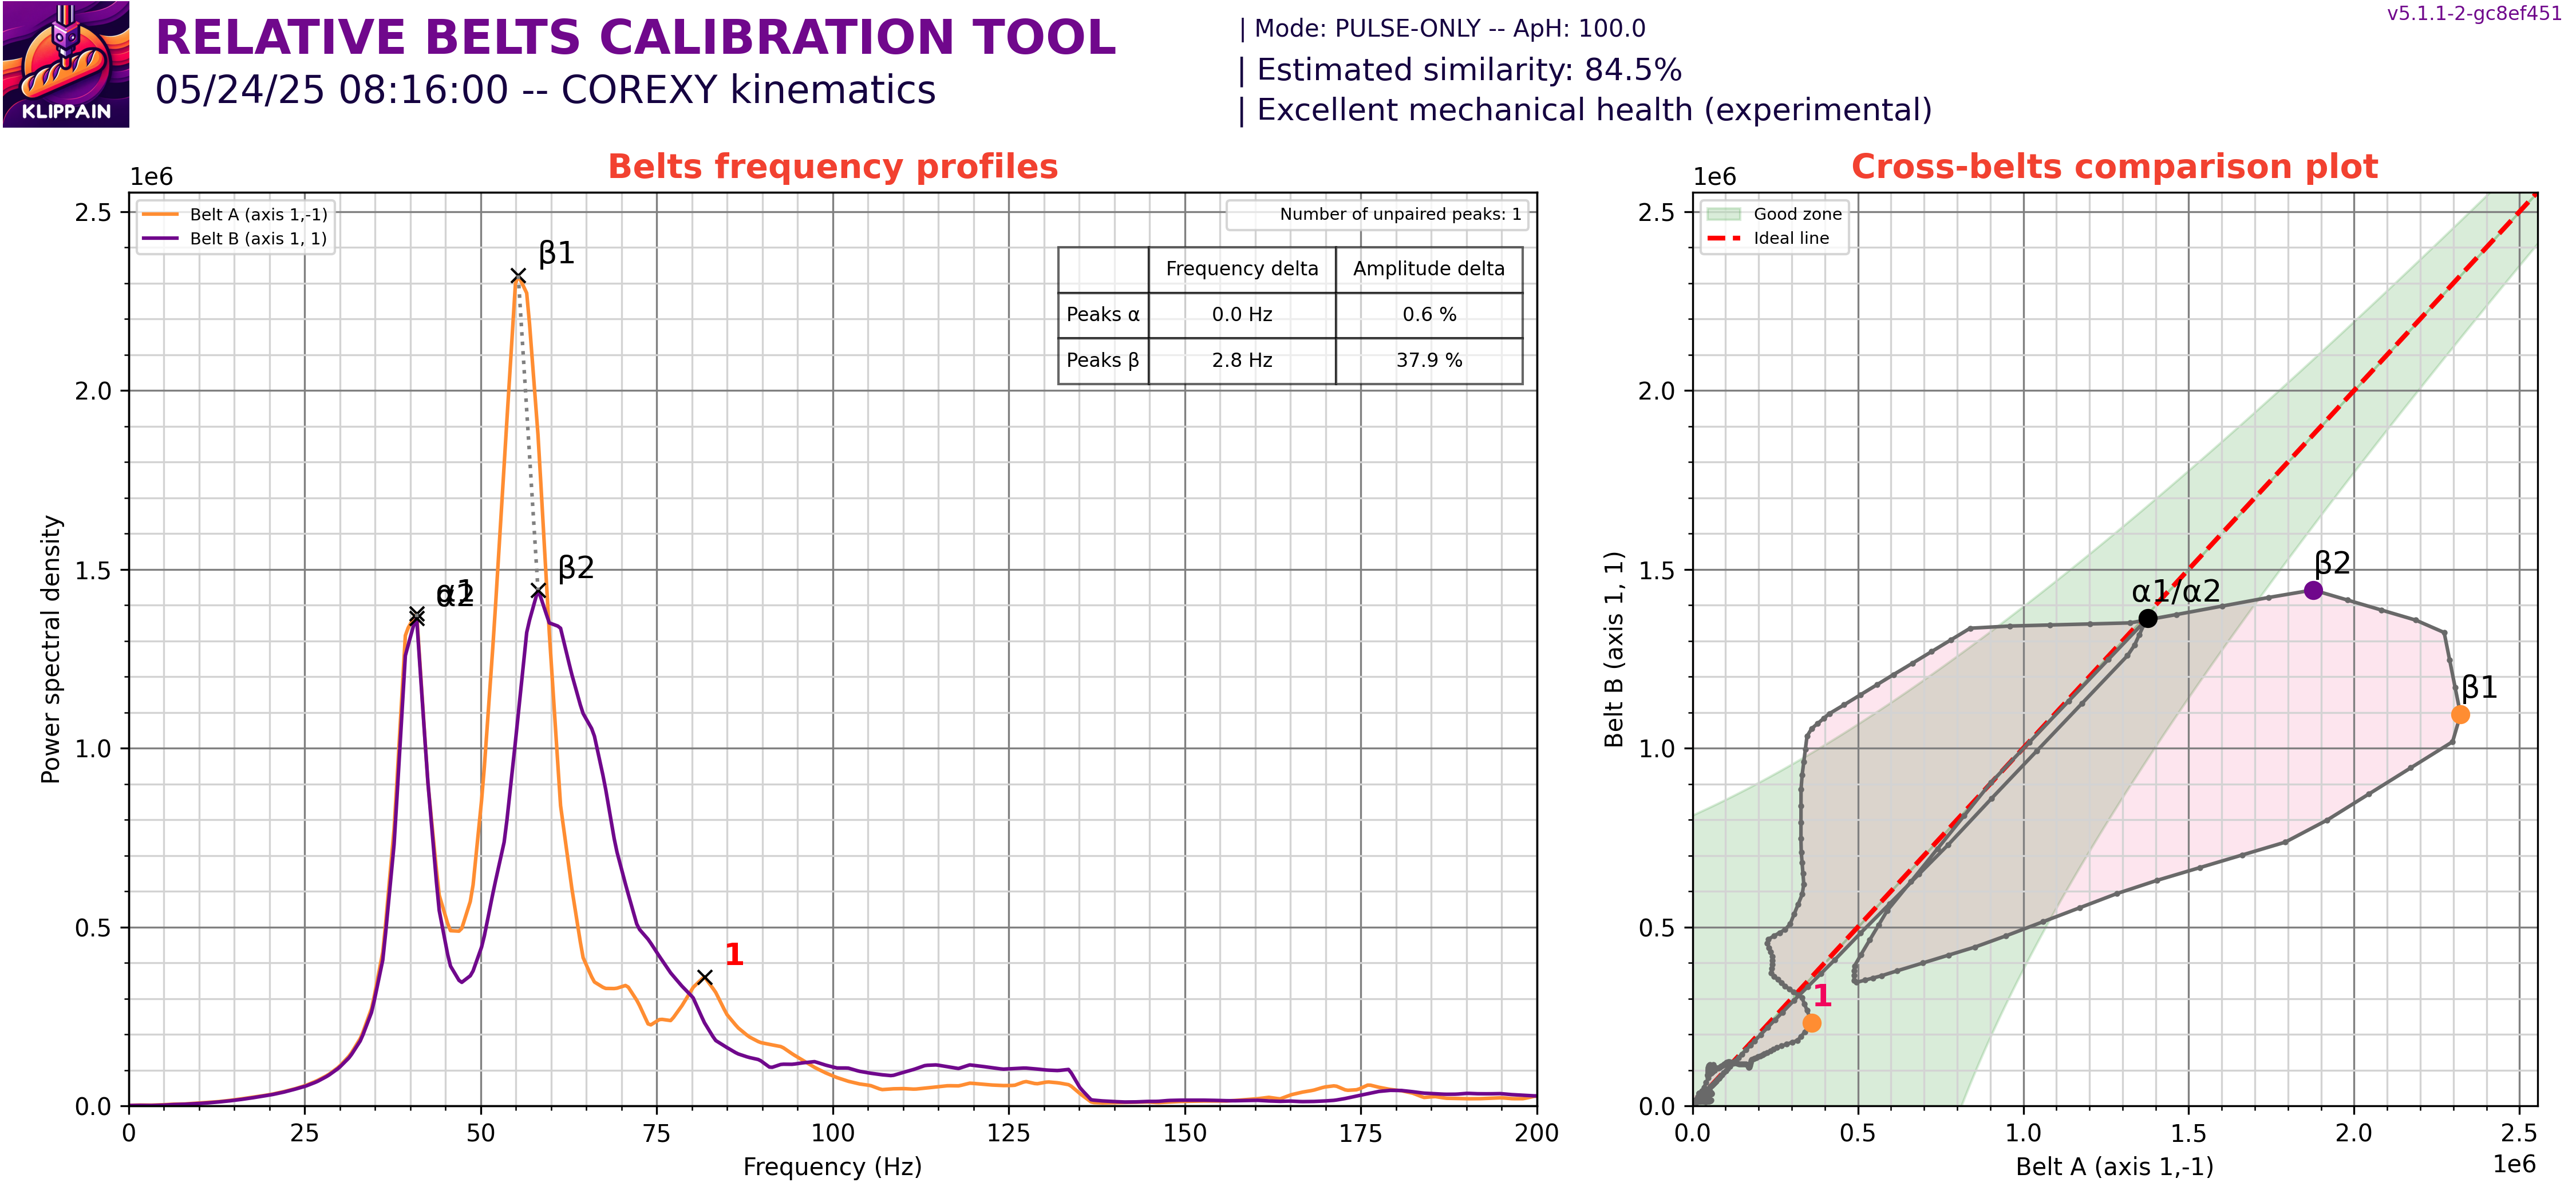 KLIPPAIN
RELATIVE BELTS CALIBRATION TOOL
05/24/25 08:16:00 -- COREXY kinematics
| Mode: PULSE-ONLY -- ApH: 100.0
| Estimated similarity: 84.5%
| Excellent mechanical health (experimental)
v5.1.1-2-gc8ef451
Belts frequency profiles
1e6
Belt A (axis 1,-1)
Belt B (axis 1, 1)
Number of unpaired peaks: 1
Frequency delta Amplitude delta
Peaks α 0.0 Hz 0.6 %
Peaks β 2.8 Hz 37.9 %
β1
β2
α1
α2
1
2.5
2.0
1.5
1.0
0.5
0.0
Power spectral density
0 25 50 75 100 125 150 175 200
Frequency (Hz)
Cross-belts comparison plot
1e6
Good zone
Ideal line
β2
α1/α2
β1
1
2.5
2.0
1.5
1.0
0.5
0.0
Belt B (axis 1, 1)
0.0 0.5 1.0 1.5 2.0 2.5
Belt A (axis 1,-1)
1e6